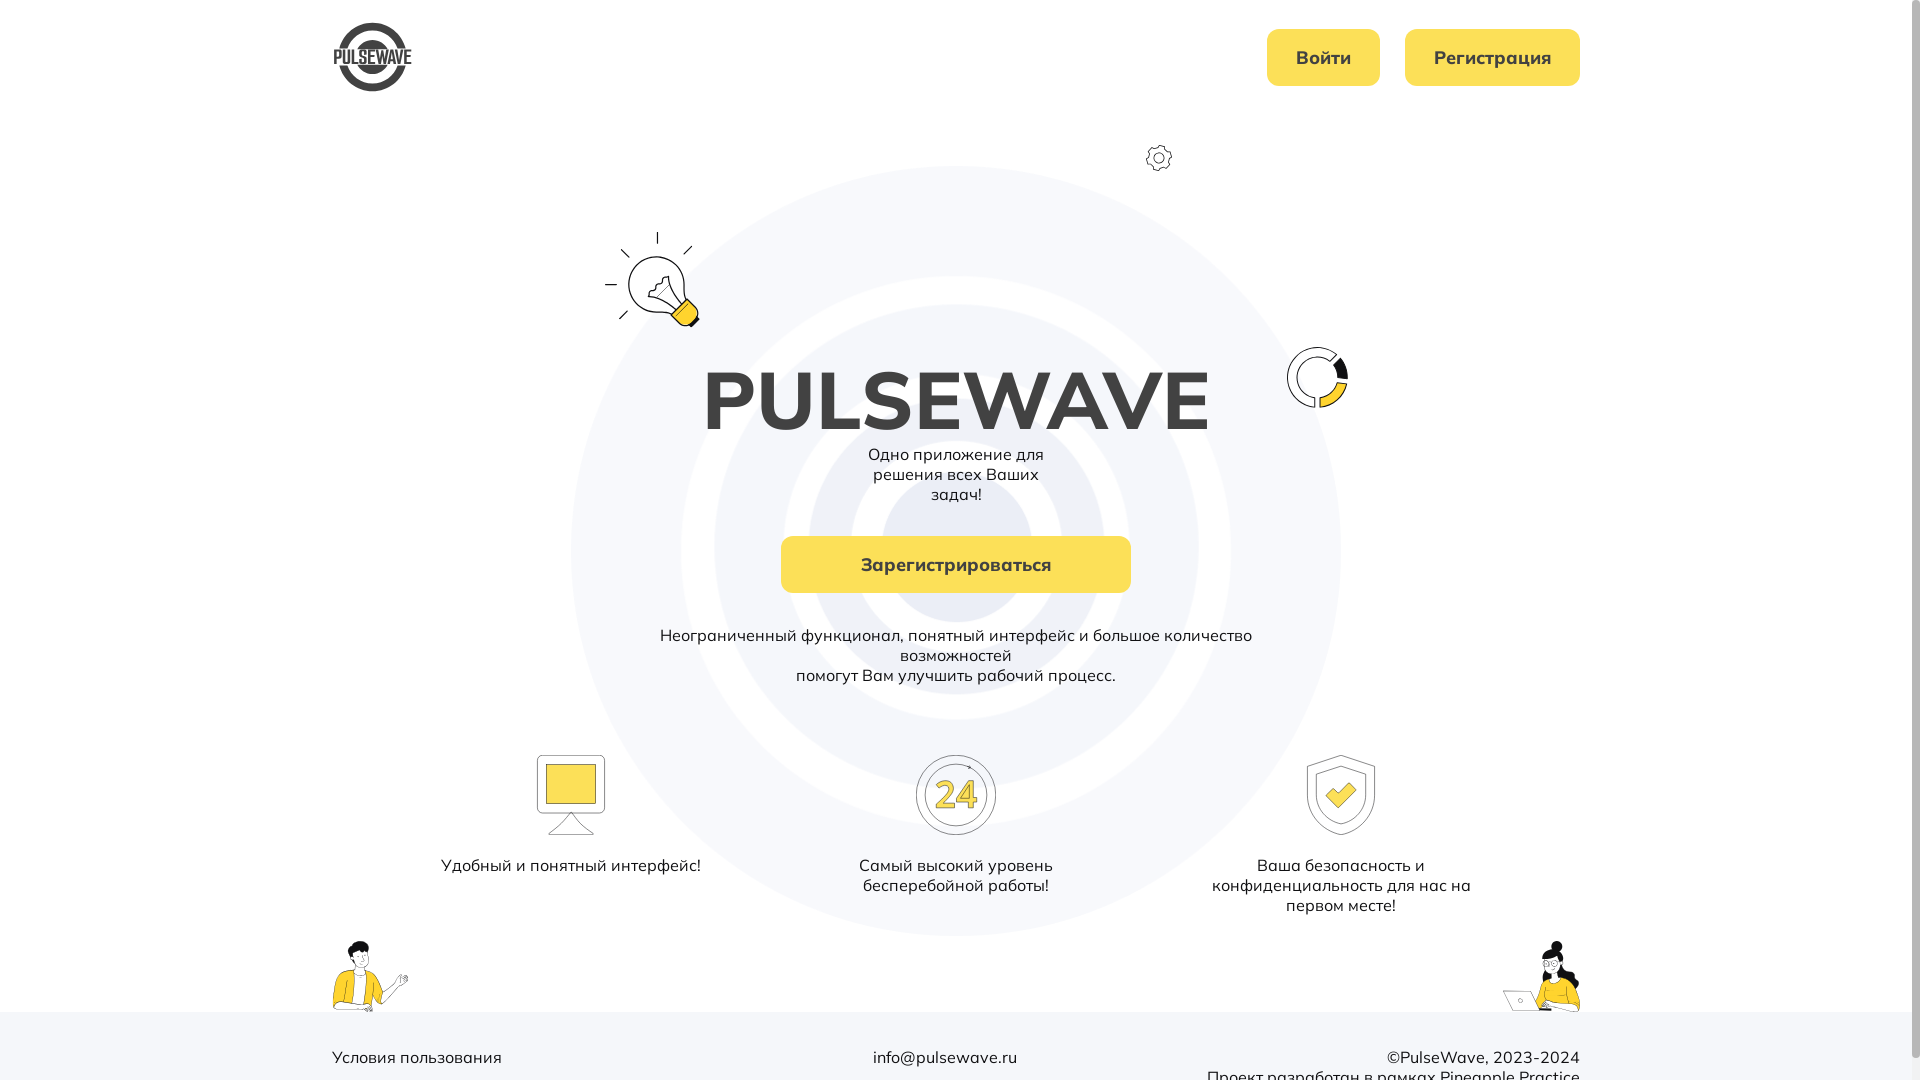 PULSEWAVE
Войти
Регистрация
PULSEWAVE
Одно приложение для
решения всех Ваших
задач!
Зарегистрироваться
Неограниченный функционал, понятный интерфейс и большое количество
возможностей
помогут Вам улучшить рабочий процесс.
24
Удобный и понятный интерфейс!
Самый высокий уровень
бесперебойной работы!
Ваша безопасность и
конфиденциальность для нас на
первом месте!
Условия пользования
info@pulsewave.ru
©PulseWave, 2023-2024
Проект разработан в рамках Pineapple Practice